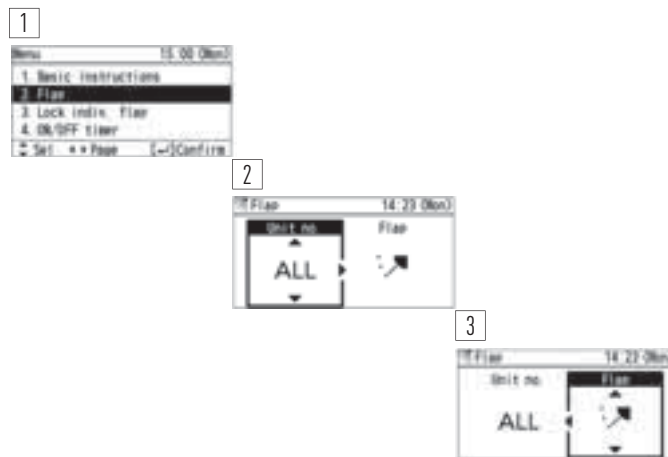 1
Menu 15:00 (Mon)
1. Basic instructions
2. Flap
3. Lock indiv. flap
4. ON/OFF timer
Set Page [↵]Confirm
2
Flap 14:23 (Mon)
Unit no. Flap
ALL
3
Flap 14:23 (Mon
Unit no. Flap
ALL